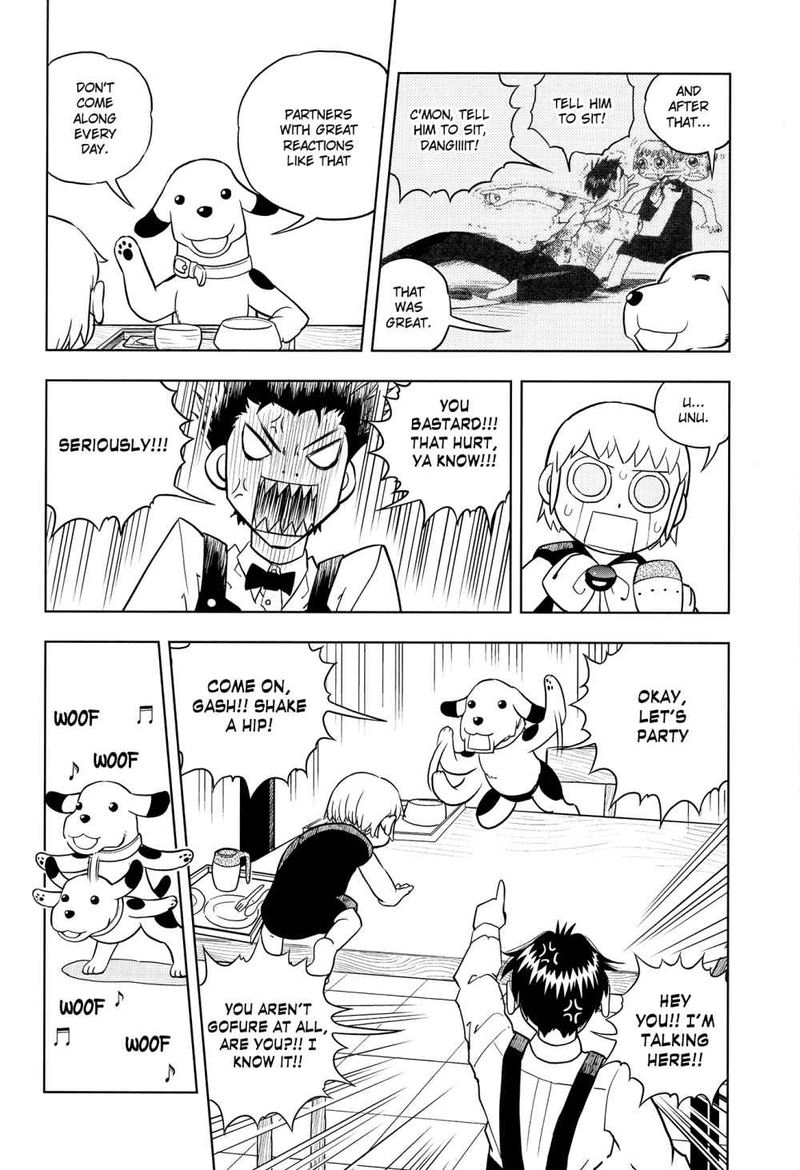 AND
AFTER
THAT...
TELL HIM
TO SIT!
C'MON, TELL
HIM TO SIT,
DANGIIIIT!
THAT
WAS
GREAT.
PARTNERS
WITH GREAT
REACTIONS
LIKE THAT
DON'T
COME
ALONG
EVERY
DAY.
U...
UNU.
YOU
BASTARD!!!
THAT HURT,
YA KNOW!!!
SERIOUSLY!!!
OKAY,
LET'S
PARTY
COME ON,
GASH!! SHAKE
A HIP!
HEY
YOU!! I'M
TALKING
HERE!!
YOU AREN'T
GOFURE AT ALL,
ARE YOU?!! I
KNOW IT!!
WOOF
WOOF
WOOF
WOOF